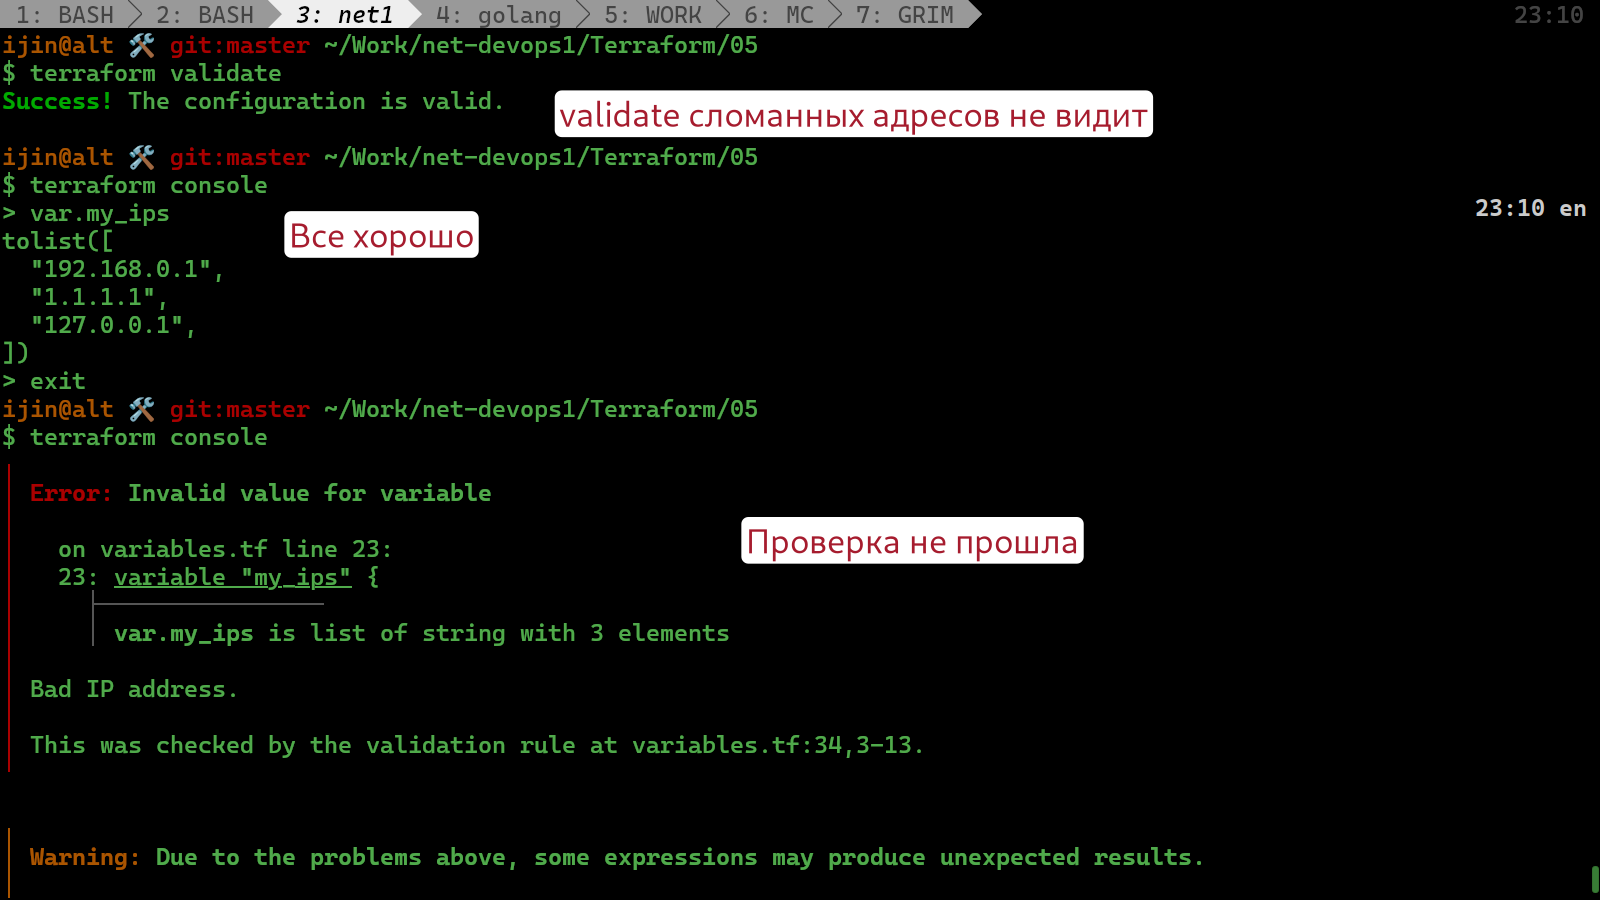 1: BASH 2: BASH 3: net1 4: golang 5: WORK 6: MC 7: GRIM 23:10
ijin@alt 🛠 git:master ~/Work/net-devops1/Terraform/05
$ terraform validate
Success! The configuration is valid.
validate сломанных адресов не видит
ijin@alt 🛠 git:master ~/Work/net-devops1/Terraform/05
$ terraform console
23:10 en
> var.my_ips
Все хорошо
tolist([
"192.168.0.1",
"1.1.1.1",
"127.0.0.1",
])
> exit
ijin@alt 🛠 git:master ~/Work/net-devops1/Terraform/05
$ terraform console
Error: Invalid value for variable
Проверка не прошла
on variables.tf line 23:
23: variable "my_ips" {
var.my_ips is list of string with 3 elements
Bad IP address.
This was checked by the validation rule at variables.tf:34,3-13.
Warning: Due to the problems above, some expressions may produce unexpected results.